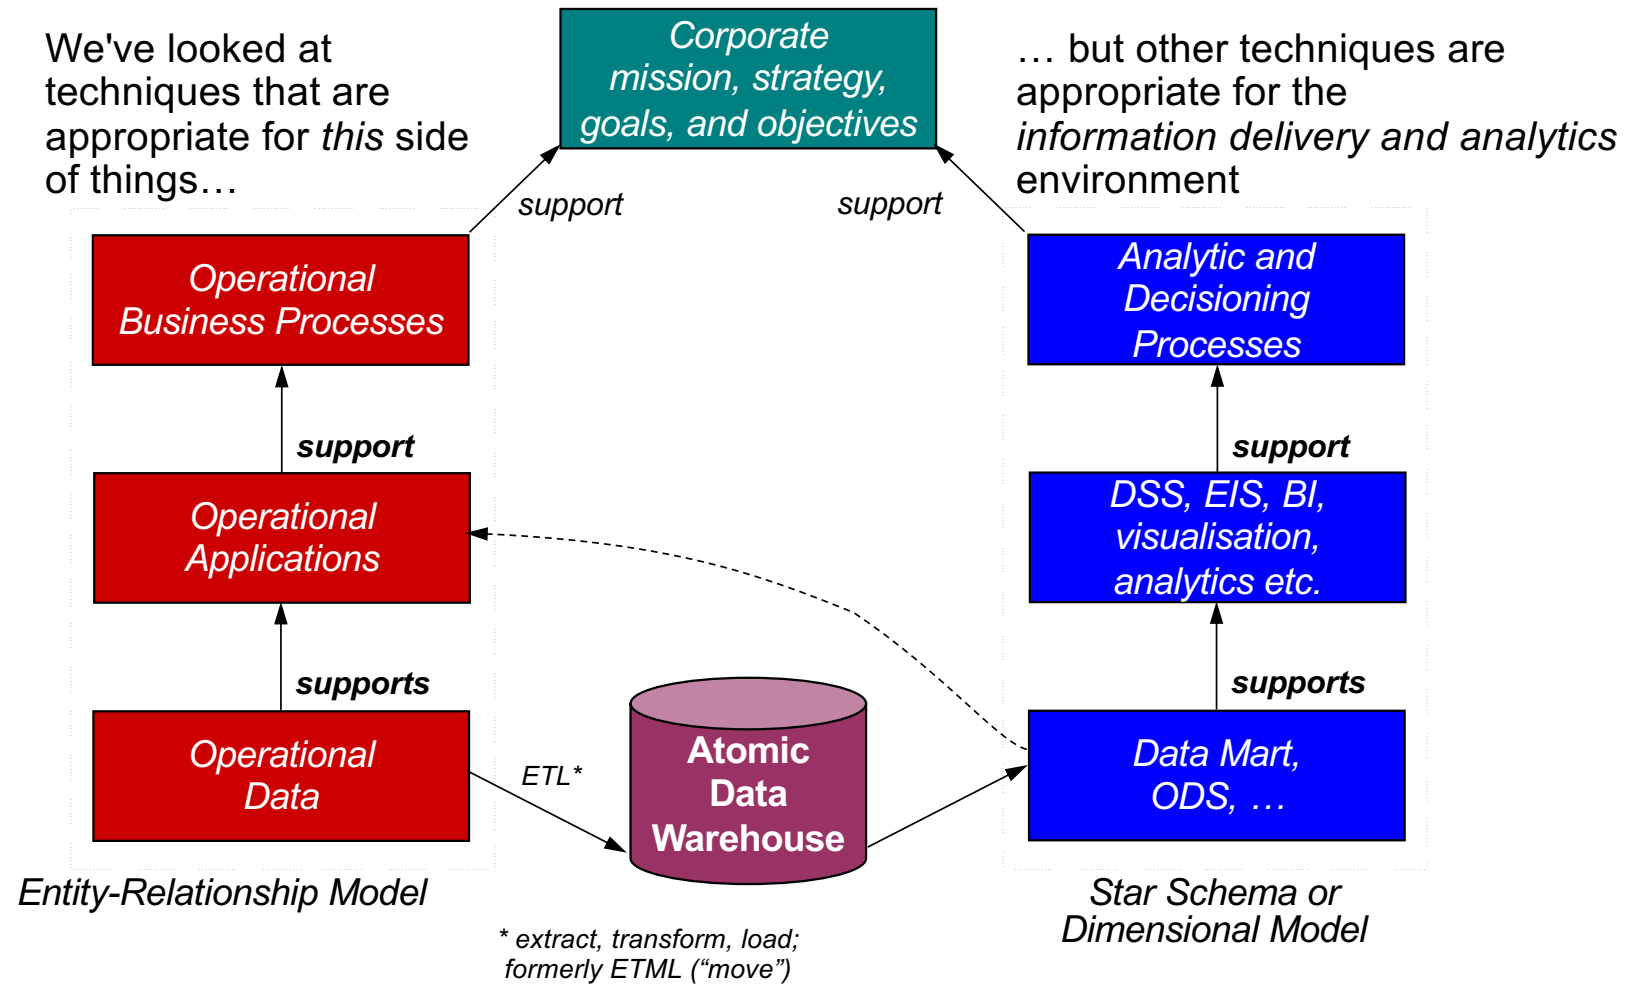 We've looked at
techniques that are
appropriate for this side
of things…
Corporate
mission, strategy,
goals, and objectives
… but other techniques are
appropriate for the
information delivery and analytics
environment
support
support
Operational
Business Processes
Analytic and
Decisioning
Processes
support
support
Operational
Applications
DSS, EIS, BI,
visualisation,
analytics etc.
supports
supports
Operational
Data
ETL*
Atomic
Data
Warehouse
Data Mart,
ODS, …
Entity-Relationship Model
Star Schema or
Dimensional Model
* extract, transform, load;
formerly ETML (“move”)